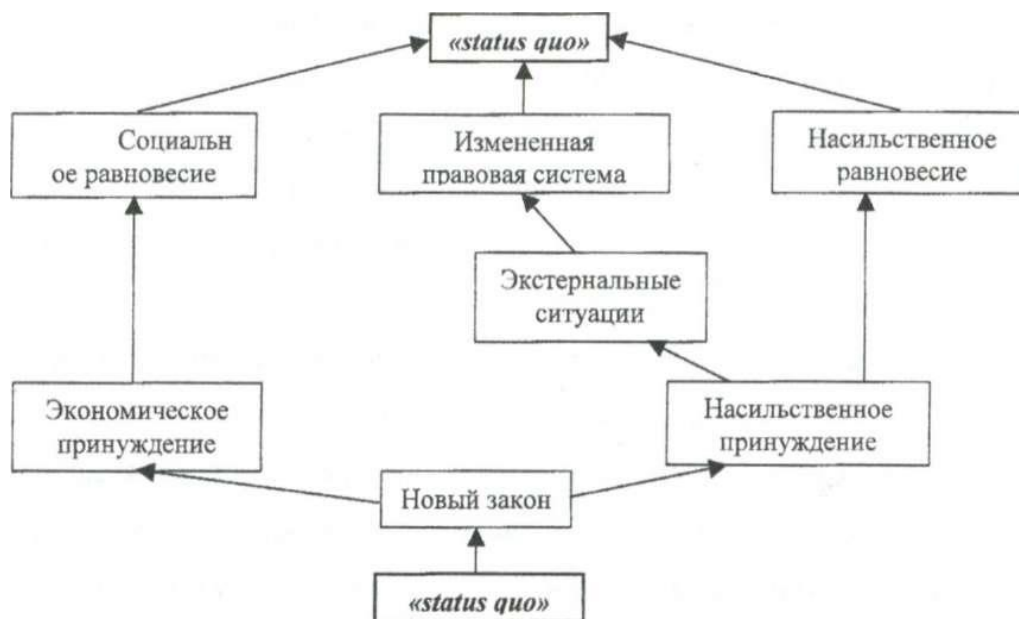 «status quo»
Социальн
ое равновесие
Измененная
правовая система
Насильственное
равновесие
Экстернальные
ситуации
Экономическое
принуждение
Насильственное
принуждение
Новый закон
«status quo»